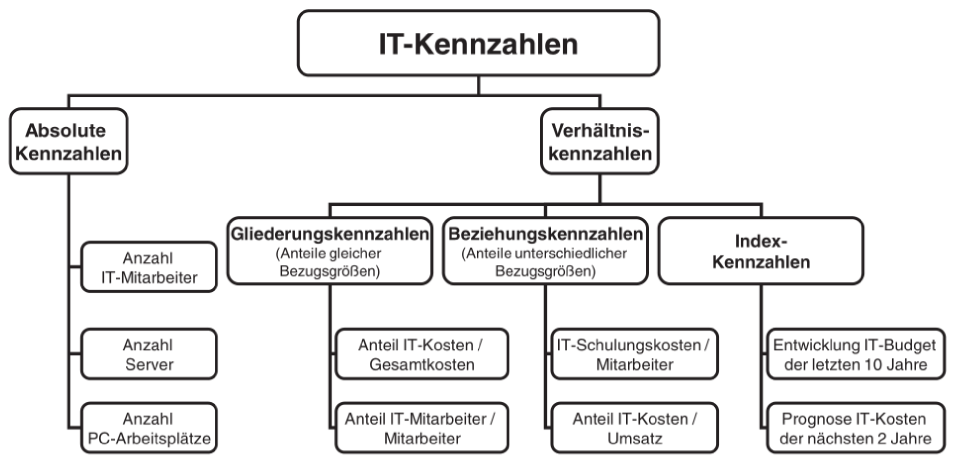 IT-Kennzahlen
Absolute
Kennzahlen
Verhältnis-
kennzahlen
Gliederungskennzahlen
(Anteile gleicher
Bezugsgrößen)
Beziehungskennzahlen
(Anteile unterschiedlicher
Bezugsgrößen)
Index-
Kennzahlen
Anzahl
IT-Mitarbeiter
Anzahl
Server
Anzahl
PC-Arbeitsplätze
Anteil IT-Kosten /
Gesamtkosten
Anteil IT-Mitarbeiter /
Mitarbeiter
IT-Schulungskosten /
Mitarbeiter
Anteil IT-Kosten /
Umsatz
Entwicklung IT-Budget
der letzten 10 Jahre
Prognose IT-Kosten
der nächsten 2 Jahre